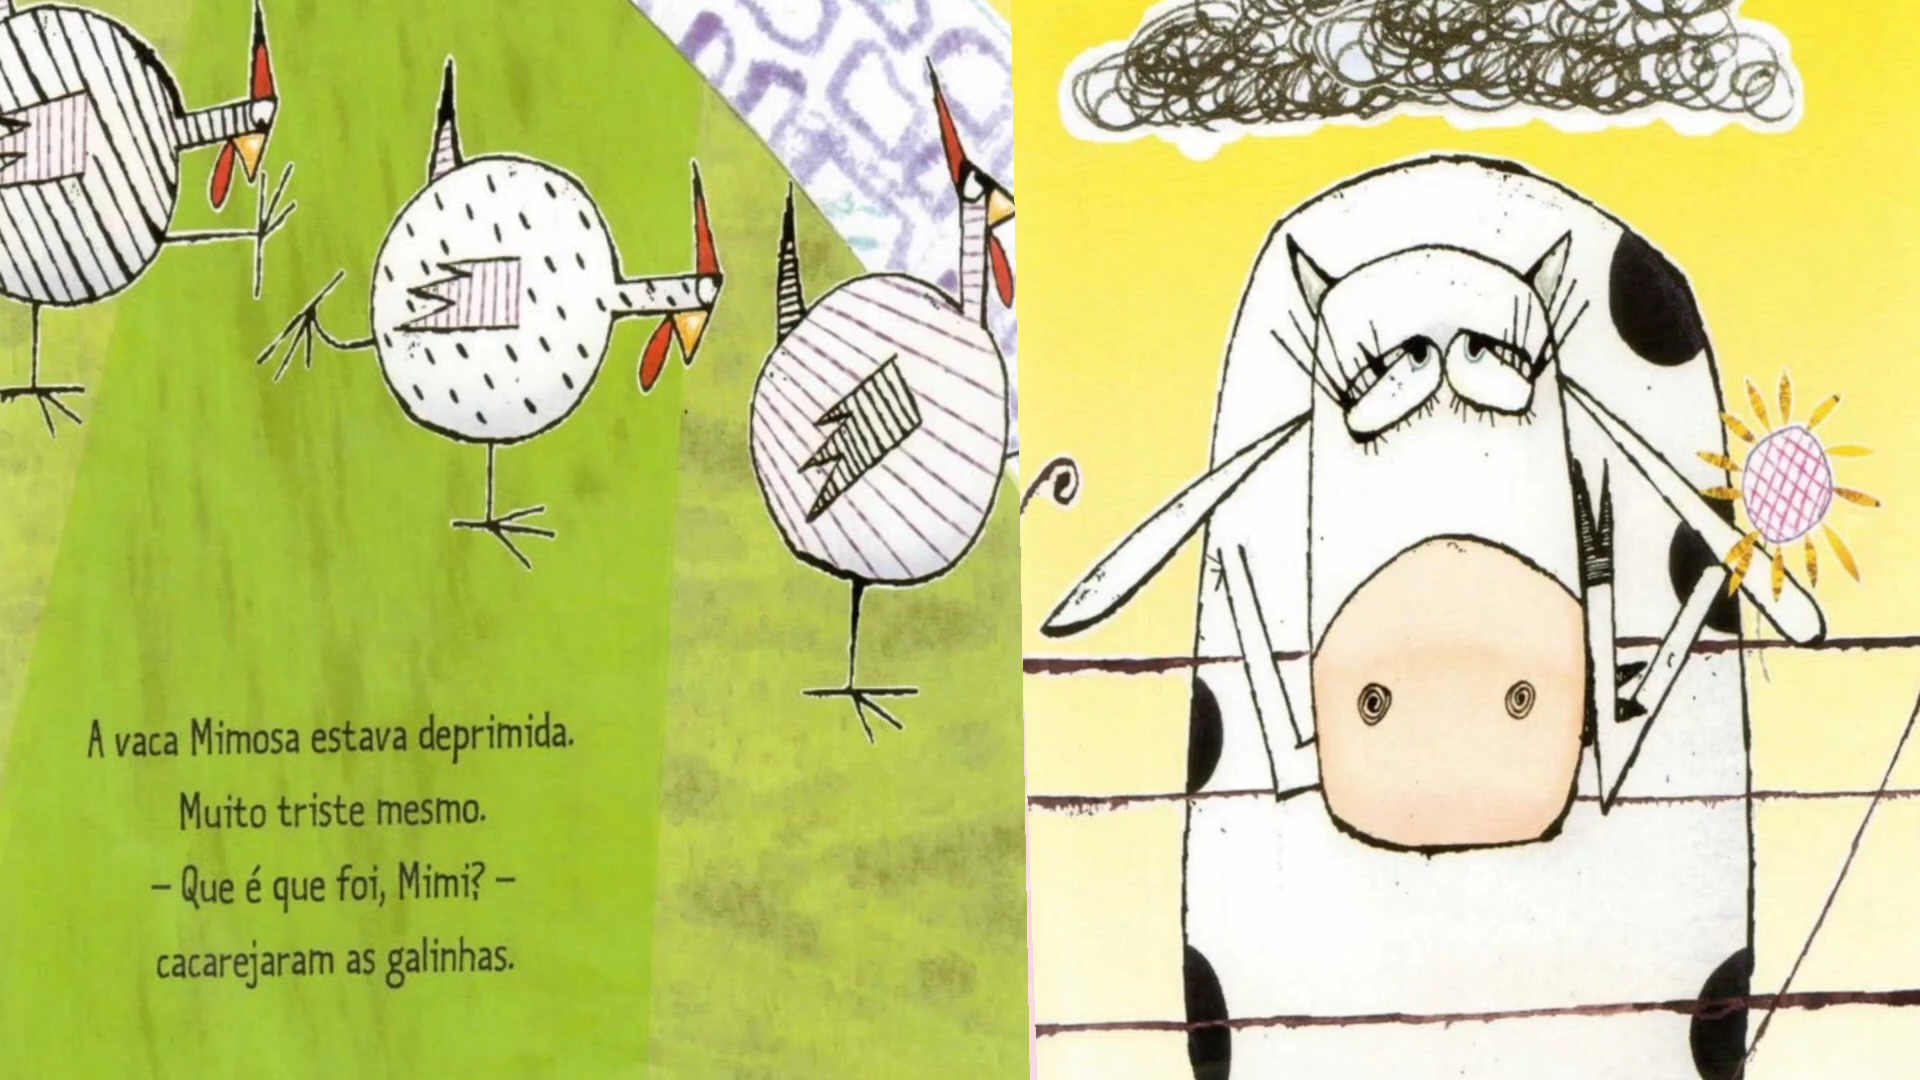 A vaca Mimosa estava deprimida.
Muito triste mesmo.
– Que é que foi, Mimi? –
cacarejaram as galinhas.